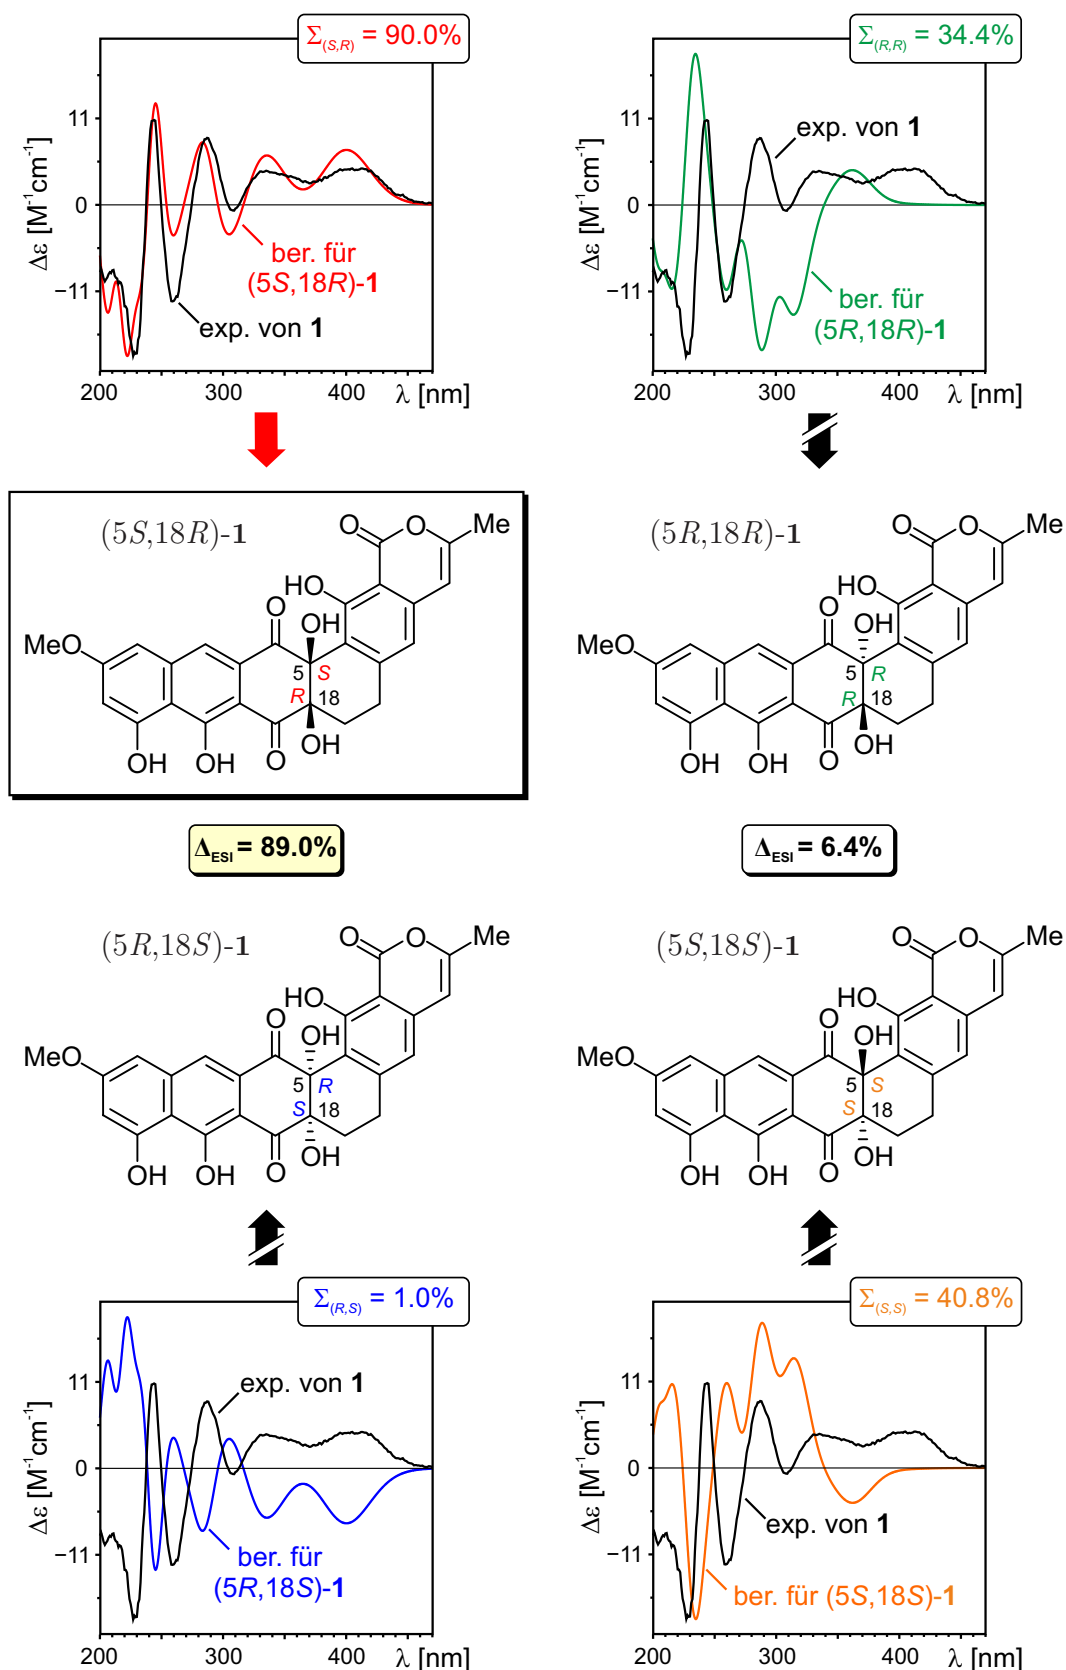 Σ(S,R) = 90.0%
11
0
−11
Δε [M-1cm-1]
ber. für
(5S,18R)-1
exp. von 1
200 300 400 λ [nm]
Σ(R,R) = 34.4%
11
0
−11
Δε [M-1cm-1]
exp. von 1
ber. für
(5R,18R)-1
200 300 400 λ [nm]
(5S,18R)-1
O O Me
HO
O OH
MeO
5 S
R 18
OH OH O OH
(5R,18R)-1
O O Me
HO
O OH
MeO
5 R
R 18
OH OH O OH
ΔESI = 89.0%
ΔESI = 6.4%
(5R,18S)-1
O O Me
HO
O OH
MeO
5 R
S 18
OH OH O OH
(5S,18S)-1
O O Me
HO
O OH
MeO
5 S
S 18
OH OH O OH
Σ(R,S) = 1.0%
11
0
−11
Δε [M-1cm-1]
exp. von 1
ber. für
(5R,18S)-1
200 300 400 λ [nm]
Σ(S,S) = 40.8%
11
0
−11
Δε [M-1cm-1]
exp. von 1
ber. für (5S,18S)-1
200 300 400 λ [nm]